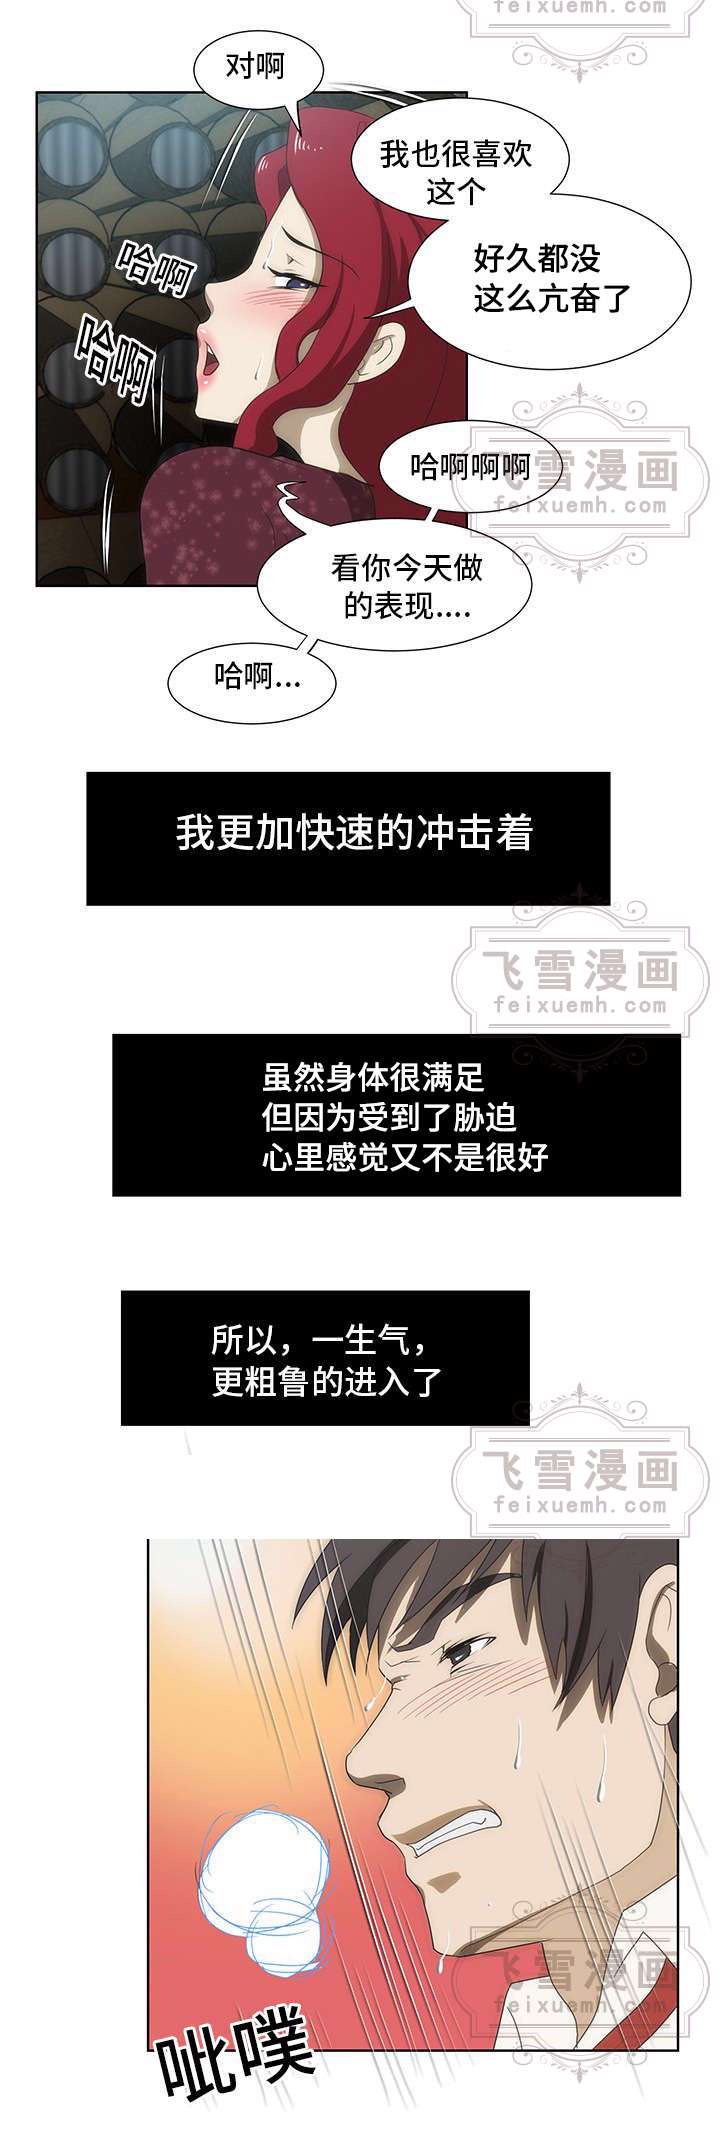 feixuemh.com
对啊
我也很喜欢
这个
好久都没
这么亢奋了
哈啊
哈啊
飞雪漫画
feixuemh.com
哈啊啊啊
看你今天做
的表现....
哈啊...
我更加快速的冲击着
飞雪漫画
feixuemh.com
虽然身体很满足
但因为受到了胁迫
心里感觉又不是很好
所以，一生气，
更粗鲁的进入了
飞雪漫画
feixuemh.com
飞雪漫画
feixuemh.com
呲噗